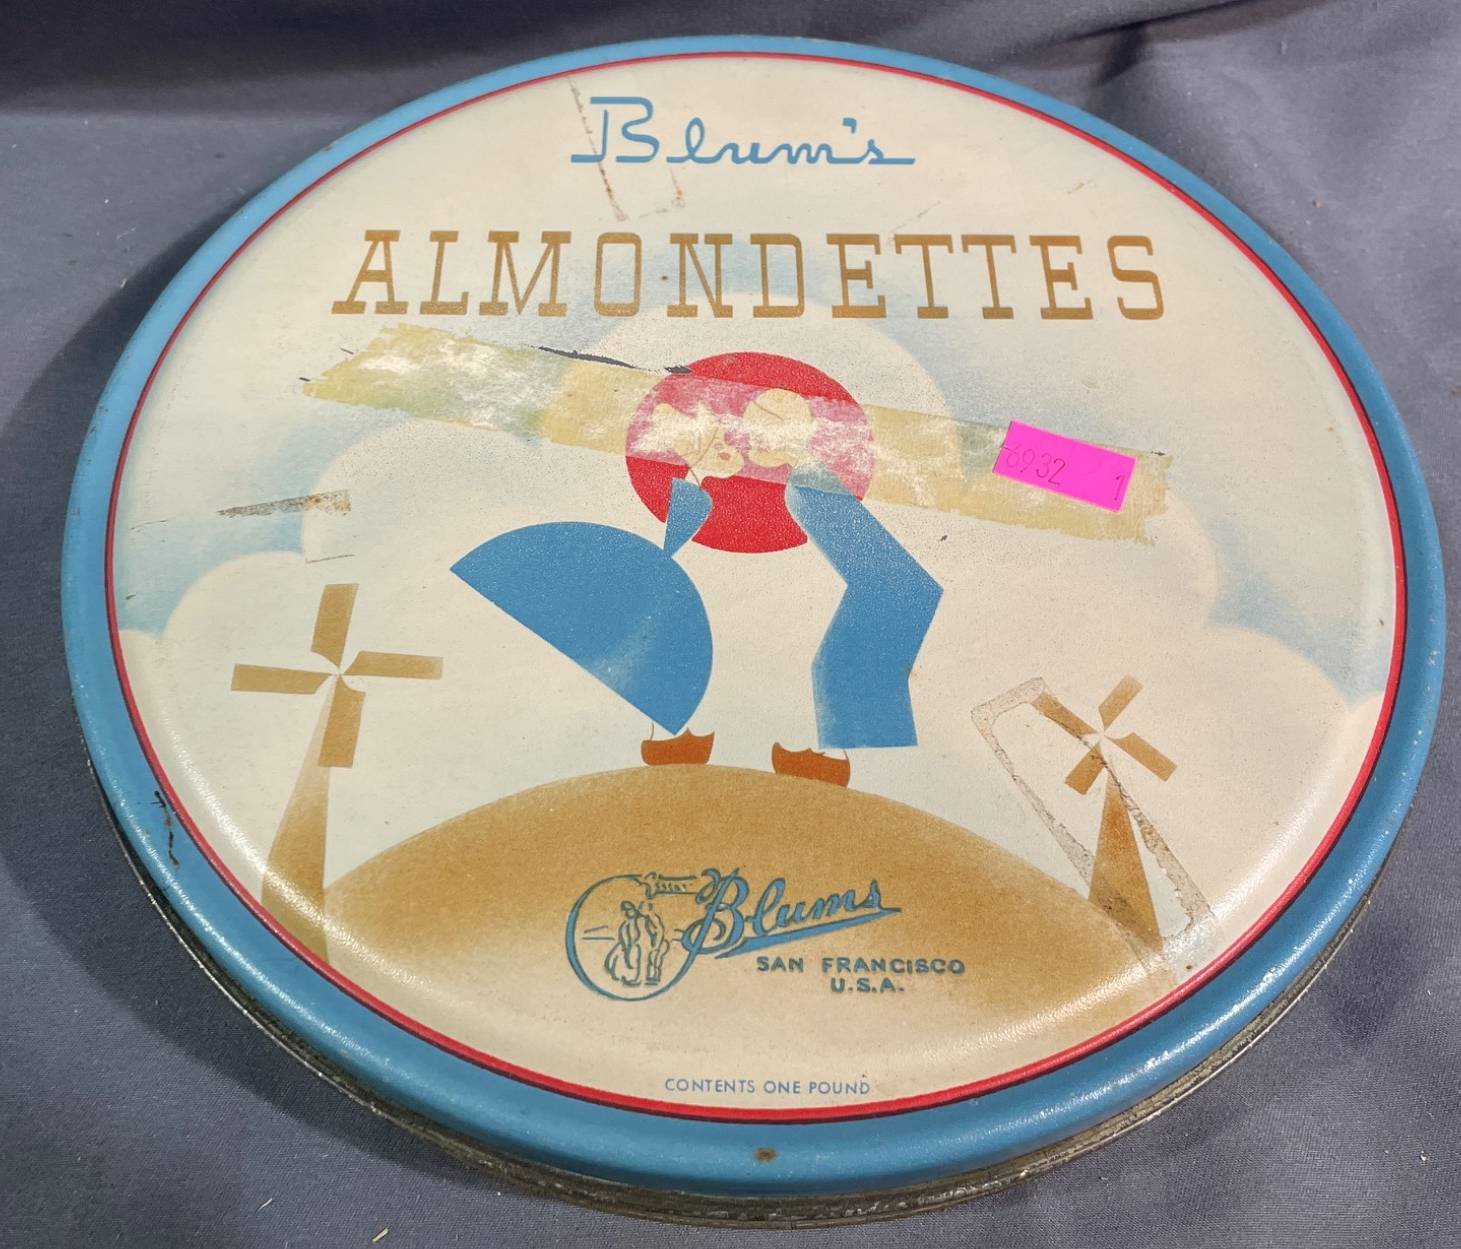 Blum's
ALMONDETTES
6932 1
Blums
SAN FRANCISCO
U.S.A.
CONTENTS ONE POUND